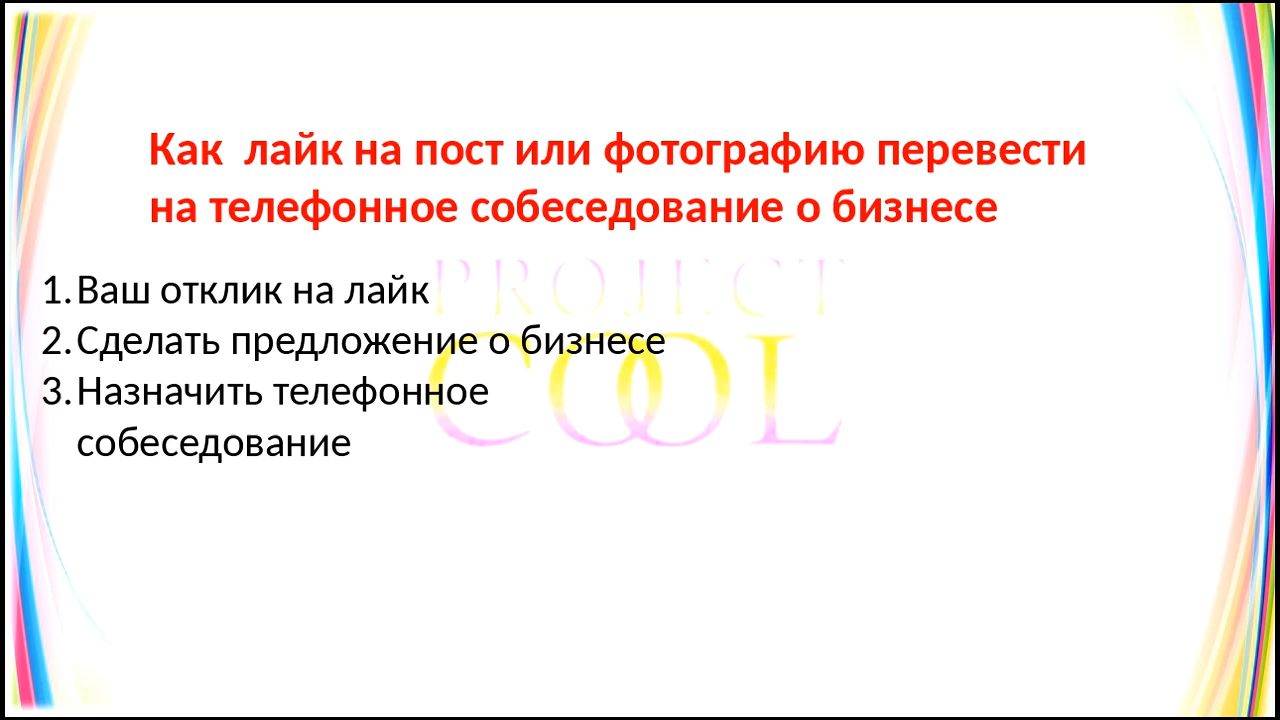 Как  лайк на пост или фотографию перевести
на телефонное собеседование о бизнесе
PROJECT
1.Ваш отклик на лайк
2.Сделать предложение о бизнесе
COOL
3.Назначить телефонное
собеседование